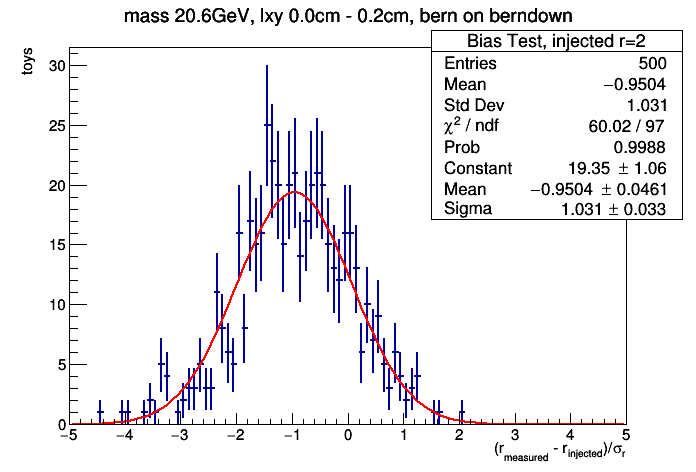 mass 20.6GeV, lxy 0.0cm - 0.2cm, bern on berndown
Bias Test, injected r=2
Entries 500
Mean −0.9504
Std Dev 1.031
χ² / ndf 60.02 / 97
Prob 0.9988
Constant 19.35 ± 1.06
Mean −0.9504 ± 0.0461
Sigma 1.031 ± 0.033
toys
30
25
20
15
10
5
0
−5 −4 −3 −2 −1 0 1 2 3 4 5
(r_measured - r_injected)/σ_r